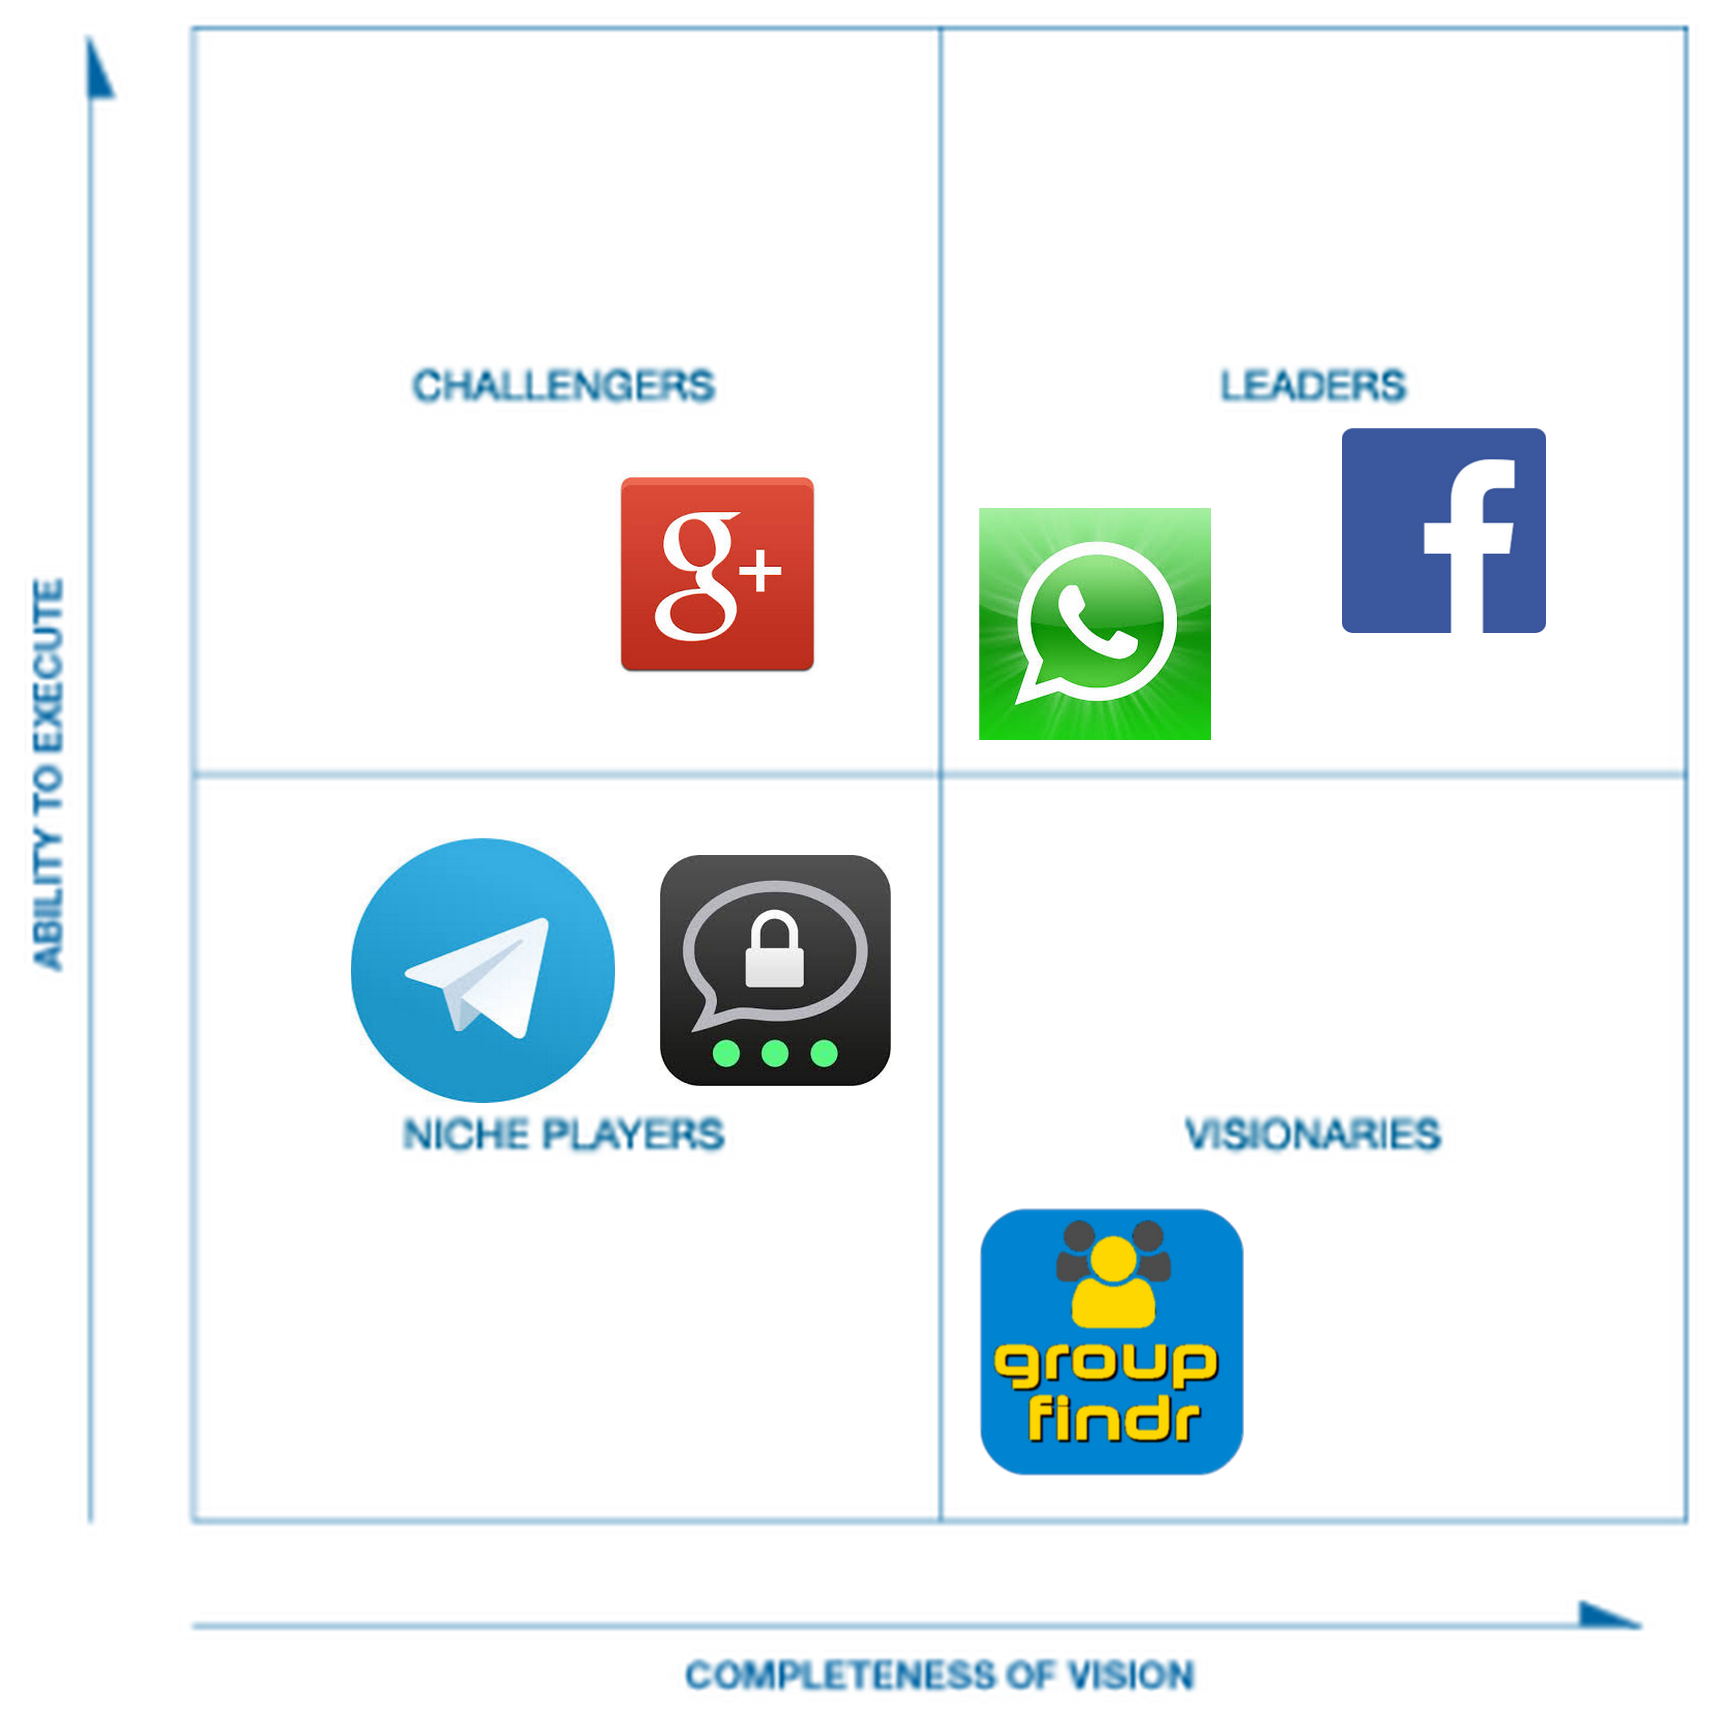 CHALLENGERS
LEADERS
g+
f
ABILITY TO EXECUTE
NICHE PLAYERS
VISIONARIES
group
findr
COMPLETENESS OF VISION